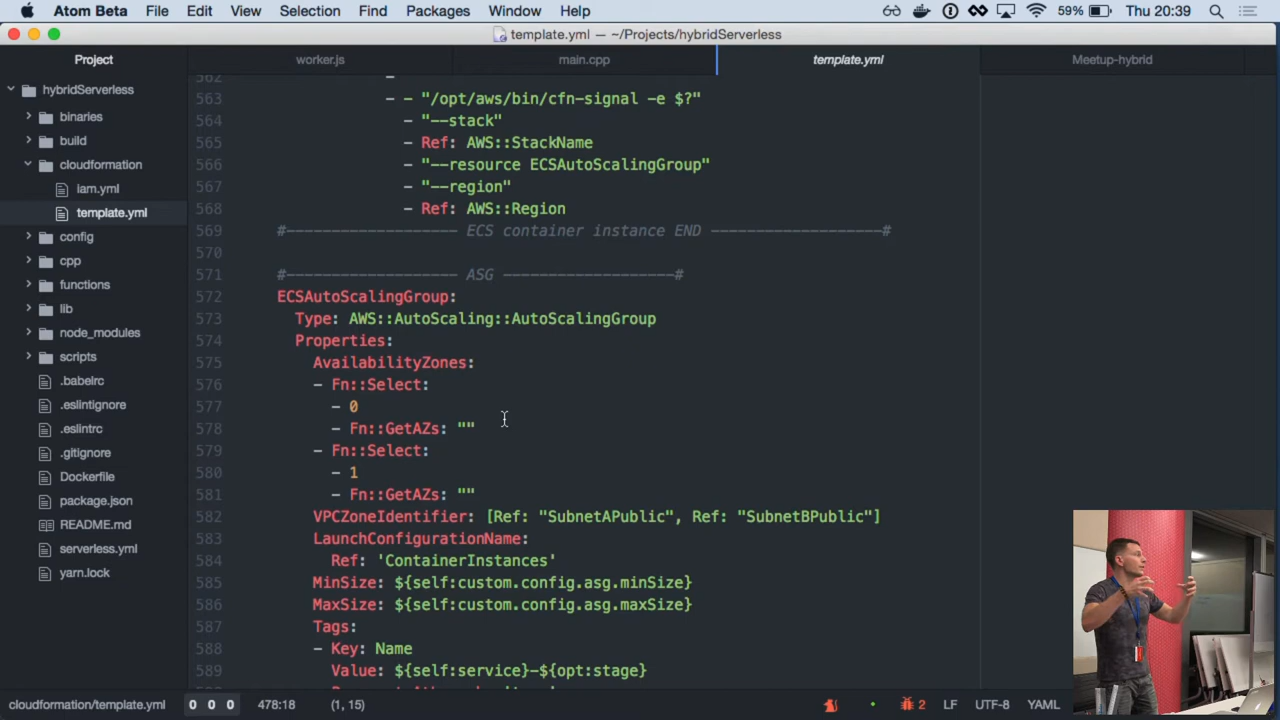 Atom Beta File Edit View Selection Find Packages Window Help 59% Thu 20:39
template.yml — ~/Projects/hybridServerless
Project
worker.js
main.cpp
template.yml
Meetup-hybrid
hybridServerless
binaries
build
cloudformation
iam.yml
template.yml
config
cpp
functions
lib
node_modules
scripts
.babelrc
.eslintignore
.eslintrc
.gitignore
Dockerfile
package.json
README.md
serverless.yml
yarn.lock
562 -
563 - - "/opt/aws/bin/cfn-signal -e $?"
564 - "--stack"
565 - Ref: AWS::StackName
566 - "--resource ECSAutoScalingGroup"
567 - "--region"
568 - Ref: AWS::Region
569 #------------------- ECS container instance END -------------------#
570
571 #------------------- ASG -------------------#
572 ECSAutoScalingGroup:
573 Type: AWS::AutoScaling::AutoScalingGroup
574 Properties:
575 AvailabilityZones:
576 - Fn::Select:
577 - 0
578 - Fn::GetAZs: ""
579 - Fn::Select:
580 - 1
581 - Fn::GetAZs: ""
582 VPCZoneIdentifier: [Ref: "SubnetAPublic", Ref: "SubnetBPublic"]
583 LaunchConfigurationName:
584 Ref: 'ContainerInstances'
585 MinSize: ${self:custom.config.asg.minSize}
586 MaxSize: ${self:custom.config.asg.maxSize}
587 Tags:
588 - Key: Name
589 Value: ${self:service}-${opt:stage}
cloudformation/template.yml 0 0 0 478:18 (1, 15) 2 LF UTF-8 YAML